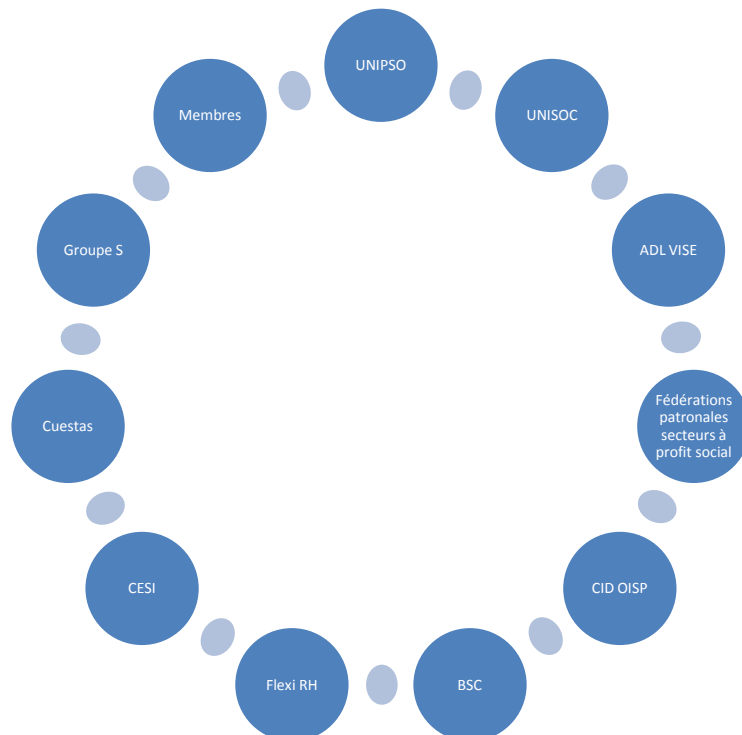 UNIPSO
UNISOC
ADL VISE
Fédérations
patronales
secteurs à
profit social
CID OISP
BSC
Flexi RH
CESI
Cuestas
Groupe S
Membres